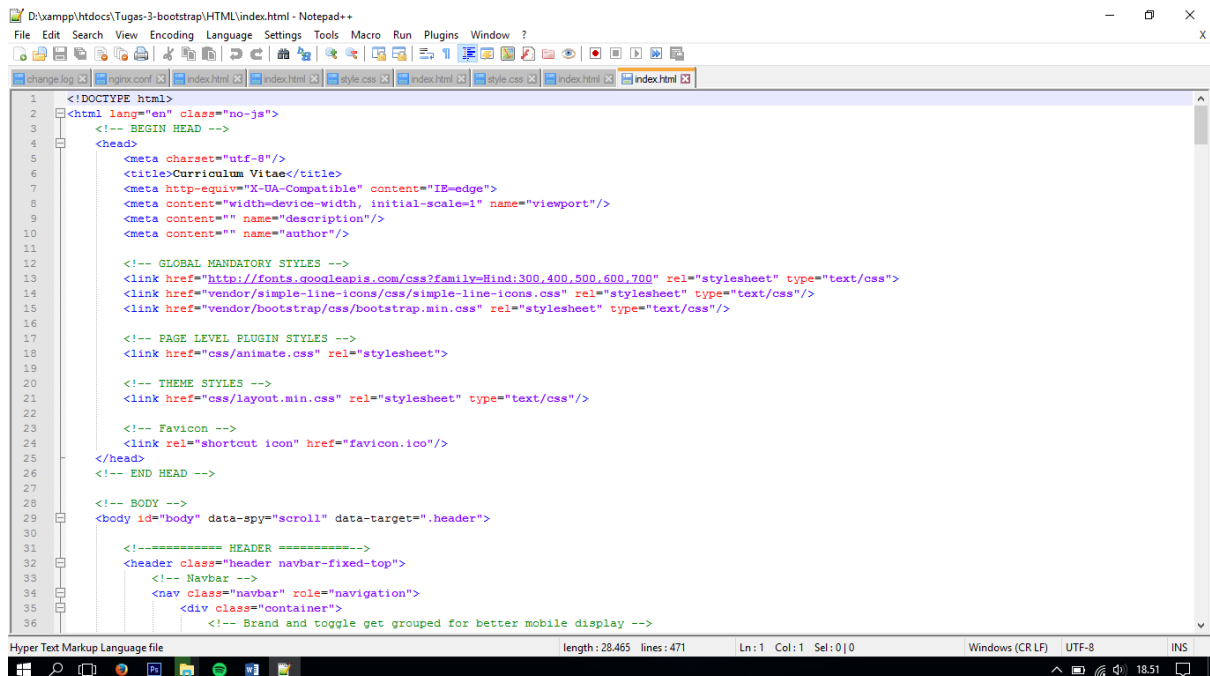 D:\xampp\htdocs\Tugas-3-bootstrap\HTML\index.html - Notepad++
File Edit Search View Encoding Language Settings Tools Macro Run Plugins Window ? X
change.log nginx.conf index.html index.html style.css index.html style.css index.html index.html
1 <!DOCTYPE html>
2 <html lang="en" class="no-js">
3 <!-- BEGIN HEAD -->
4 <head>
5 <meta charset="utf-8"/>
6 <title>Curriculum Vitae</title>
7 <meta http-equiv="X-UA-Compatible" content="IE=edge">
8 <meta content="width=device-width, initial-scale=1" name="viewport"/>
9 <meta content="" name="description"/>
10 <meta content="" name="author"/>
11
12 <!-- GLOBAL MANDATORY STYLES -->
13 <link href="http://fonts.googleapis.com/css?family=Hind:300,400,500,600,700" rel="stylesheet" type="text/css">
14 <link href="vendor/simple-line-icons/css/simple-line-icons.css" rel="stylesheet" type="text/css"/>
15 <link href="vendor/bootstrap/css/bootstrap.min.css" rel="stylesheet" type="text/css"/>
16
17 <!-- PAGE LEVEL PLUGIN STYLES -->
18 <link href="css/animate.css" rel="stylesheet">
19
20 <!-- THEME STYLES -->
21 <link href="css/layout.min.css" rel="stylesheet" type="text/css"/>
22
23 <!-- Favicon -->
24 <link rel="shortcut icon" href="favicon.ico"/>
25 </head>
26 <!-- END HEAD -->
27
28 <!-- BODY -->
29 <body id="body" data-spy="scroll" data-target=".header">
30
31 <!--========== HEADER ==========-->
32 <header class="header navbar-fixed-top">
33 <!-- Navbar -->
34 <nav class="navbar" role="navigation">
35 <div class="container">
36 <!-- Brand and toggle get grouped for better mobile display -->
Hyper Text Markup Language file length : 28.465 lines : 471 Ln : 1 Col : 1 Sel : 0 | 0 Windows (CR LF) UTF-8 INS
Ps 18.51